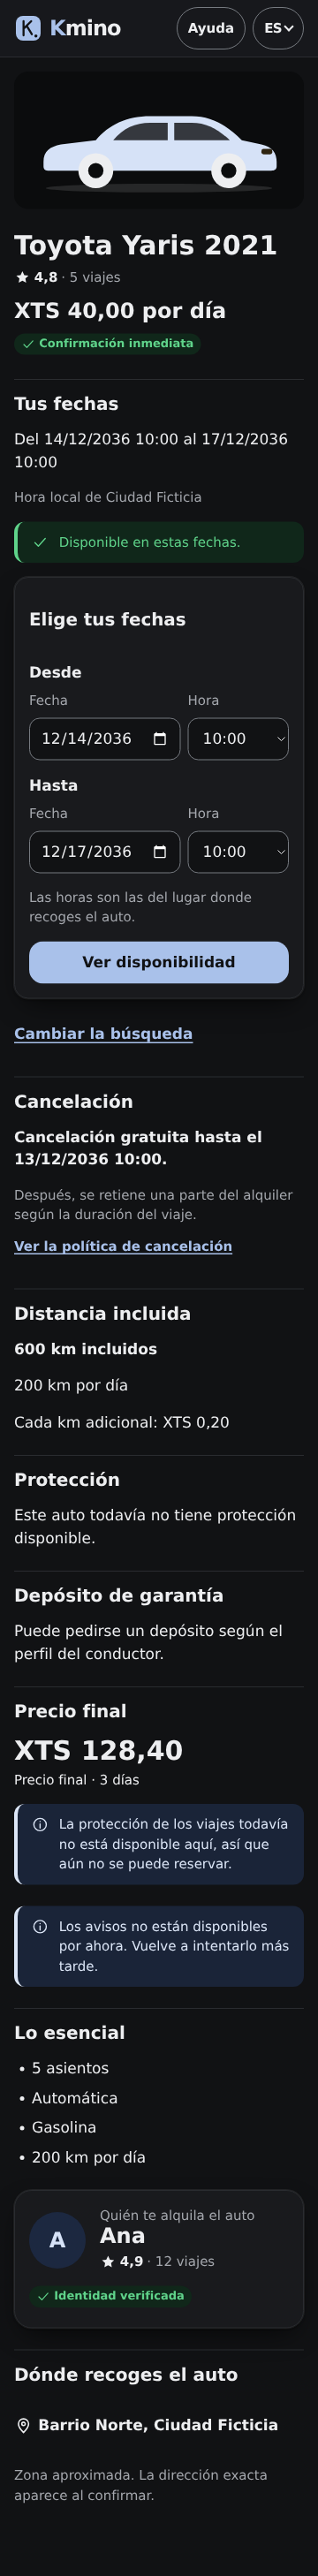 Kmino
Ayuda
ES
Toyota Yaris 2021
★ 4,8 · 5 viajes
XTS 40,00 por día
Confirmación inmediata
Tus fechas
Del 14/12/2036 10:00 al 17/12/2036
10:00
Hora local de Ciudad Ficticia
Disponible en estas fechas.
Elige tus fechas
Desde
Fecha Hora
12/14/2036 10:00
Hasta
Fecha Hora
12/17/2036 10:00
Las horas son las del lugar donde
recoges el auto.
Ver disponibilidad
Cambiar la búsqueda
Cancelación
Cancelación gratuita hasta el
13/12/2036 10:00.
Después, se retiene una parte del alquiler
según la duración del viaje.
Ver la política de cancelación
Distancia incluida
600 km incluidos
200 km por día
Cada km adicional: XTS 0,20
Protección
Este auto todavía no tiene protección
disponible.
Depósito de garantía
Puede pedirse un depósito según el
perfil del conductor.
Precio final
XTS 128,40
Precio final · 3 días
La protección de los viajes todavía
no está disponible aquí, así que
aún no se puede reservar.
Los avisos no están disponibles
por ahora. Vuelve a intentarlo más
tarde.
Lo esencial
• 5 asientos
• Automática
• Gasolina
• 200 km por día
A
Quién te alquila el auto
Ana
★ 4,9 · 12 viajes
Identidad verificada
Dónde recoges el auto
Barrio Norte, Ciudad Ficticia
Zona aproximada. La dirección exacta
aparece al confirmar.